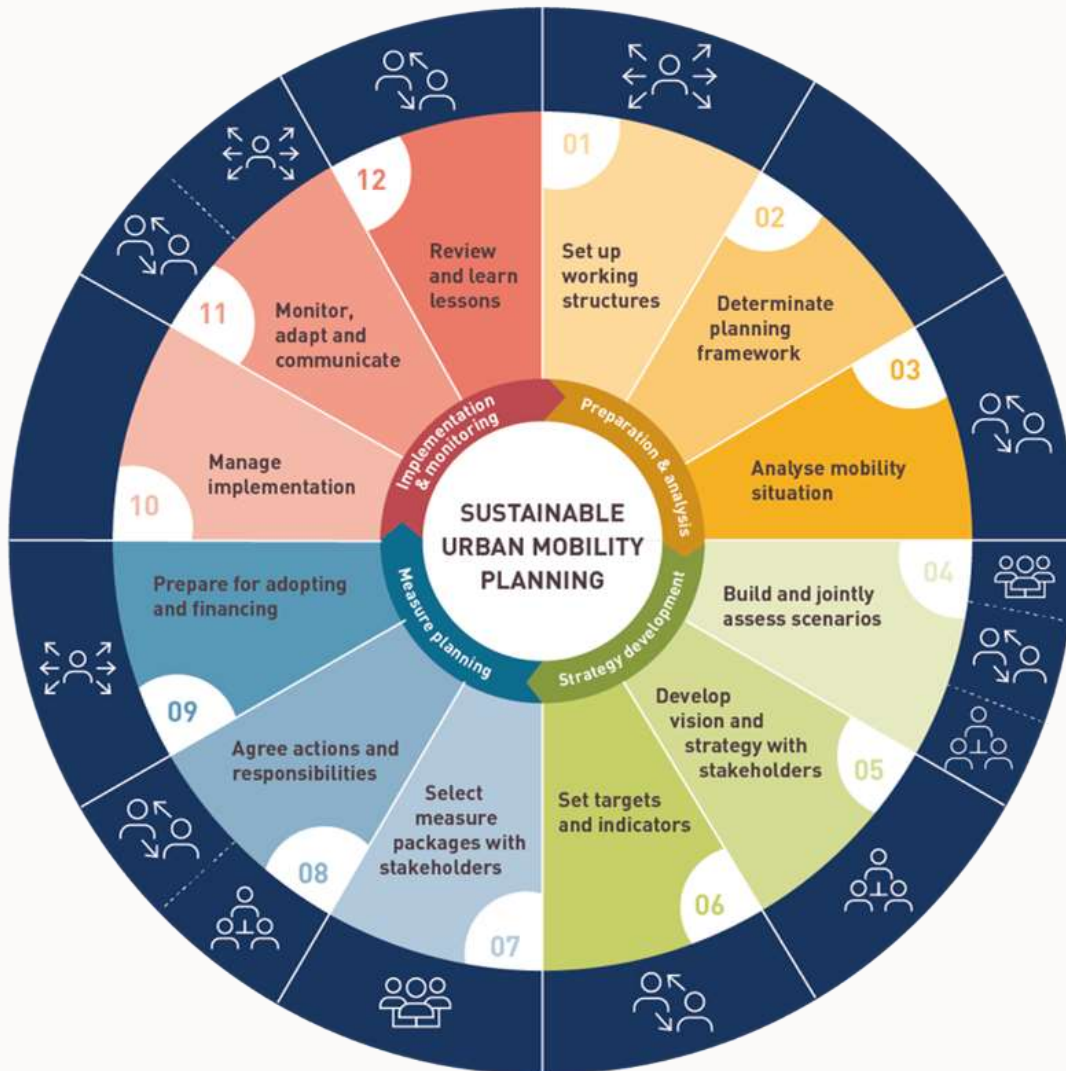 SUSTAINABLE
URBAN MOBILITY
PLANNING
Preparation & analysis
01
Set up
working
structures
02
Determinate
planning
framework
03
Analyse mobility
situation
Strategy development
04
Build and jointly
assess scenarios
05
Develop
vision and
strategy with
stakeholders
06
Set targets
and indicators
Measure planning
07
Select
measure
packages with
stakeholders
08
Agree actions and
responsibilities
09
Prepare for adopting
and financing
Implementation
& monitoring
10
Manage
implementation
11
Monitor,
adapt and
communicate
12
Review
and learn
lessons